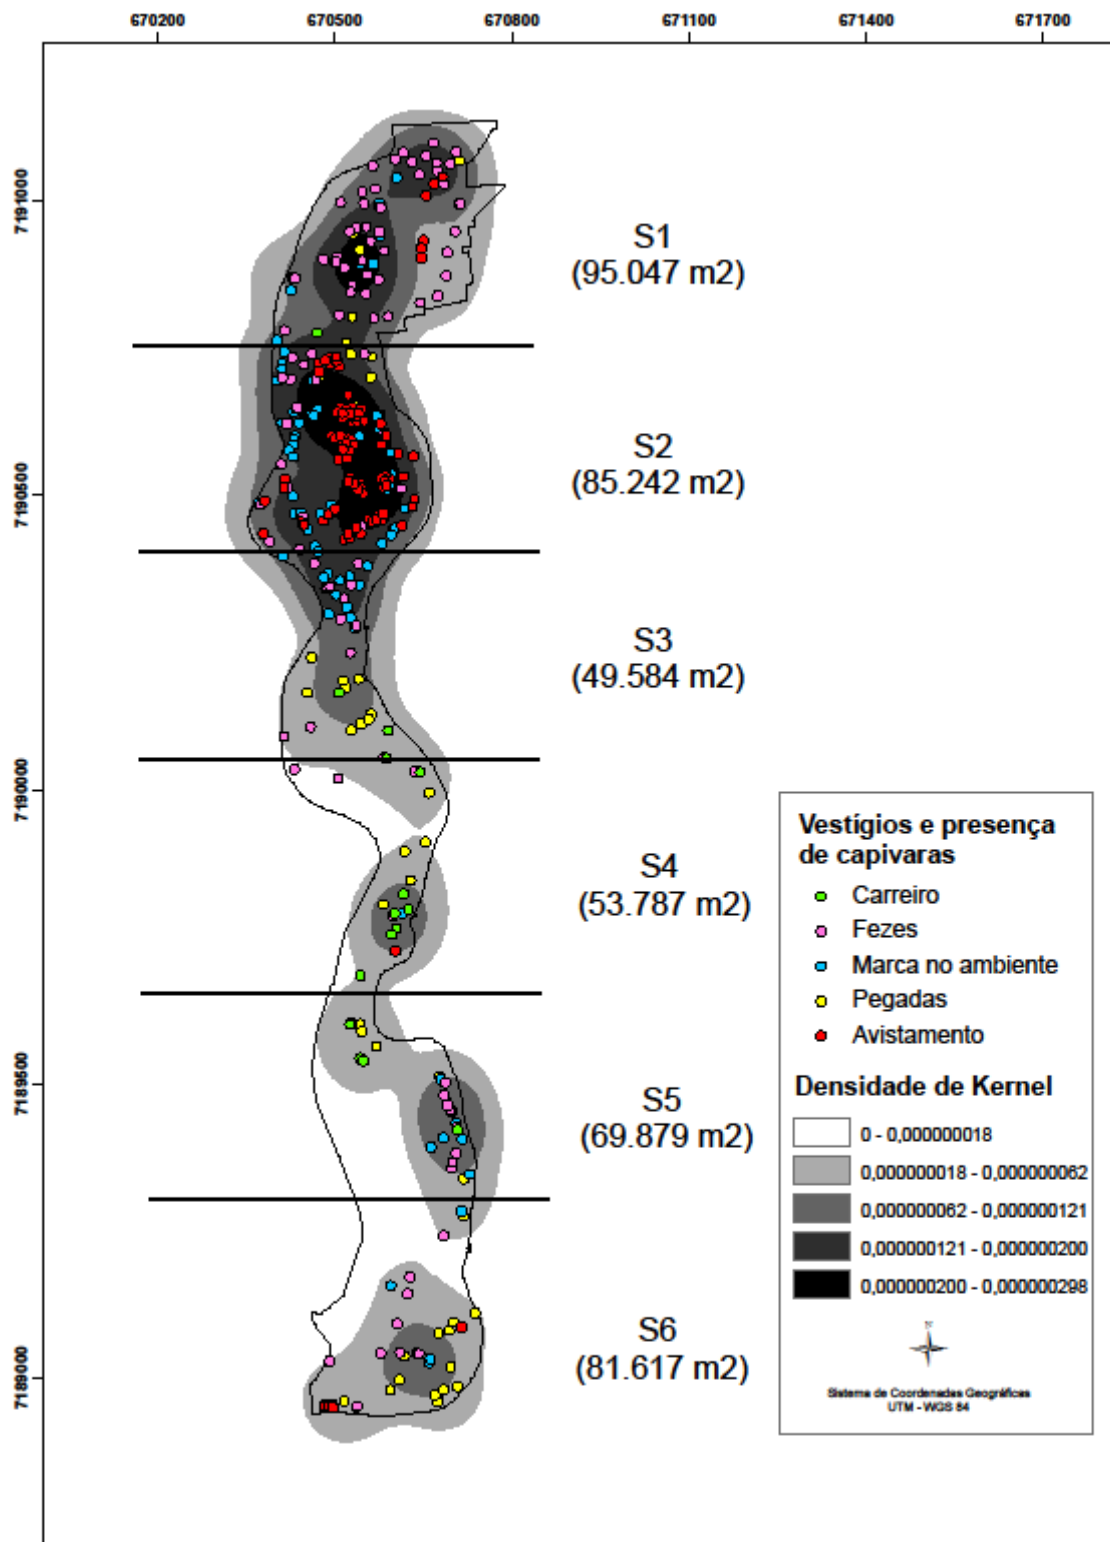 670200 670500 670800 671100 671400 671700
7191000
7190500
7190000
7189500
7189000
S1
(95.047 m2)
S2
(85.242 m2)
S3
(49.584 m2)
S4
(53.787 m2)
S5
(69.879 m2)
S6
(81.617 m2)
Vestígios e presença
de capivaras
Carreiro
Fezes
Marca no ambiente
Pegadas
Avistamento
Densidade de Kernel
0 - 0,000000018
0,000000018 - 0,000000062
0,000000062 - 0,000000121
0,000000121 - 0,000000200
0,000000200 - 0,000000298
N
Sistema de Coordenadas Geográficas
UTM - WGS 84